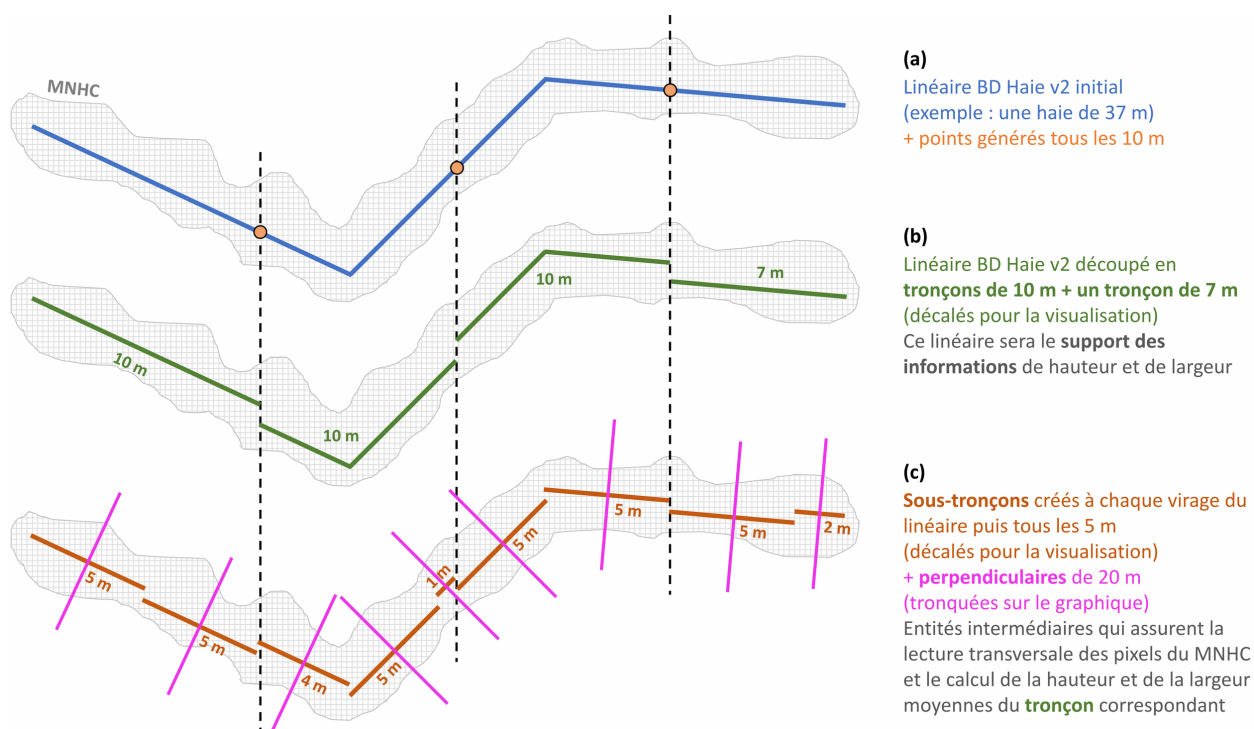 MNHC
(a)
Linéaire BD Haie v2 initial
(exemple : une haie de 37 m)
+ points générés tous les 10 m
10 m
10 m
10 m
7 m
(b)
Linéaire BD Haie v2 découpé en
tronçons de 10 m + un tronçon de 7 m
(décalés pour la visualisation)
Ce linéaire sera le support des
informations de hauteur et de largeur
5 m
5 m
4 m
5 m
1 m
5 m
5 m
5 m
2 m
(c)
Sous-tronçons créés à chaque virage du
linéaire puis tous les 5 m
(décalés pour la visualisation)
+ perpendiculaires de 20 m
(tronquées sur le graphique)
Entités intermédiaires qui assurent la
lecture transversale des pixels du MNHC
et le calcul de la hauteur et de la largeur
moyennes du tronçon correspondant